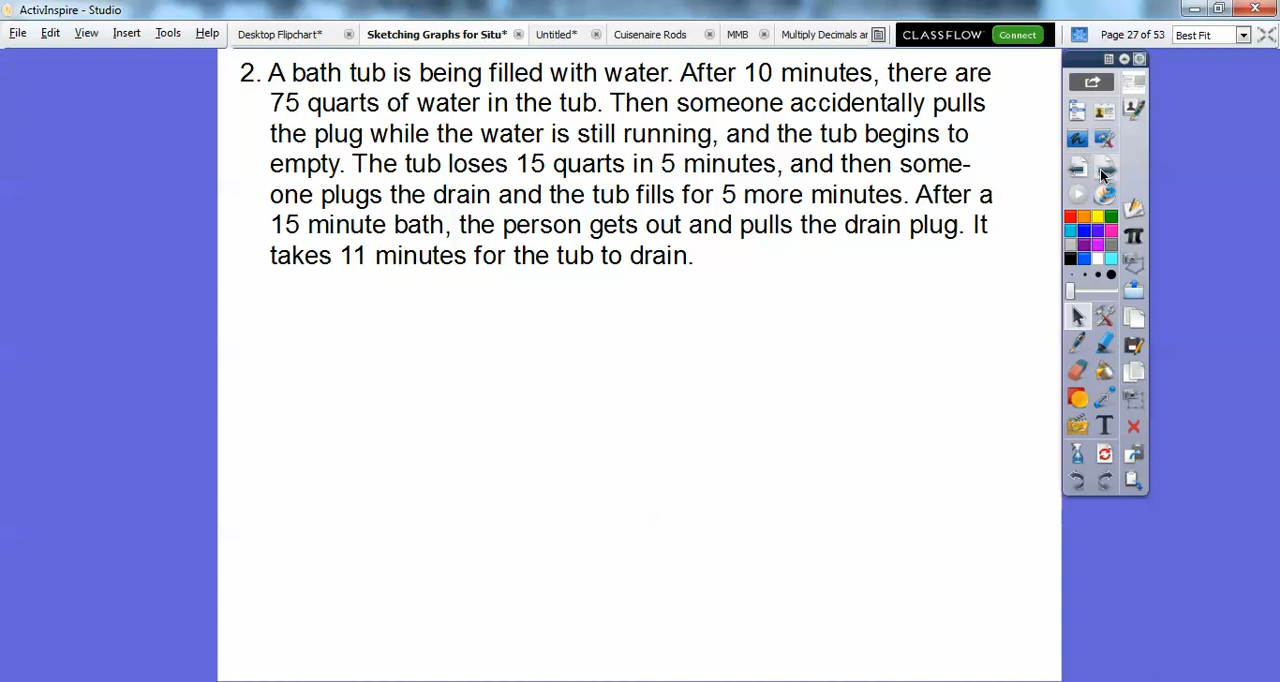 ActivInspire - Studio
File Edit View Insert Tools Help Desktop Flipchart* Sketching Graphs for Situ* Untitled* Cuisenaire Rods MMB Multiply Decimals ar CLASSFLOW Connect Page 27 of 53 Best Fit
2. A bath tub is being filled with water. After 10 minutes, there are
75 quarts of water in the tub. Then someone accidentally pulls
the plug while the water is still running, and the tub begins to
empty. The tub loses 15 quarts in 5 minutes, and then some-
one plugs the drain and the tub fills for 5 more minutes. After a
15 minute bath, the person gets out and pulls the drain plug. It
takes 11 minutes for the tub to drain.